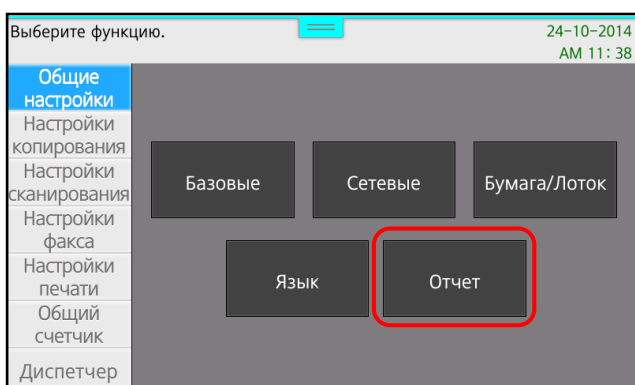 Выберите функцию.
24-10-2014
AM 11:38
Общие
настройки
Настройки
копирования
Настройки
сканирования
Настройки
факса
Настройки
печати
Общий
счетчик
Диспетчер
Базовые
Сетевые
Бумага/Лоток
Язык
Отчет